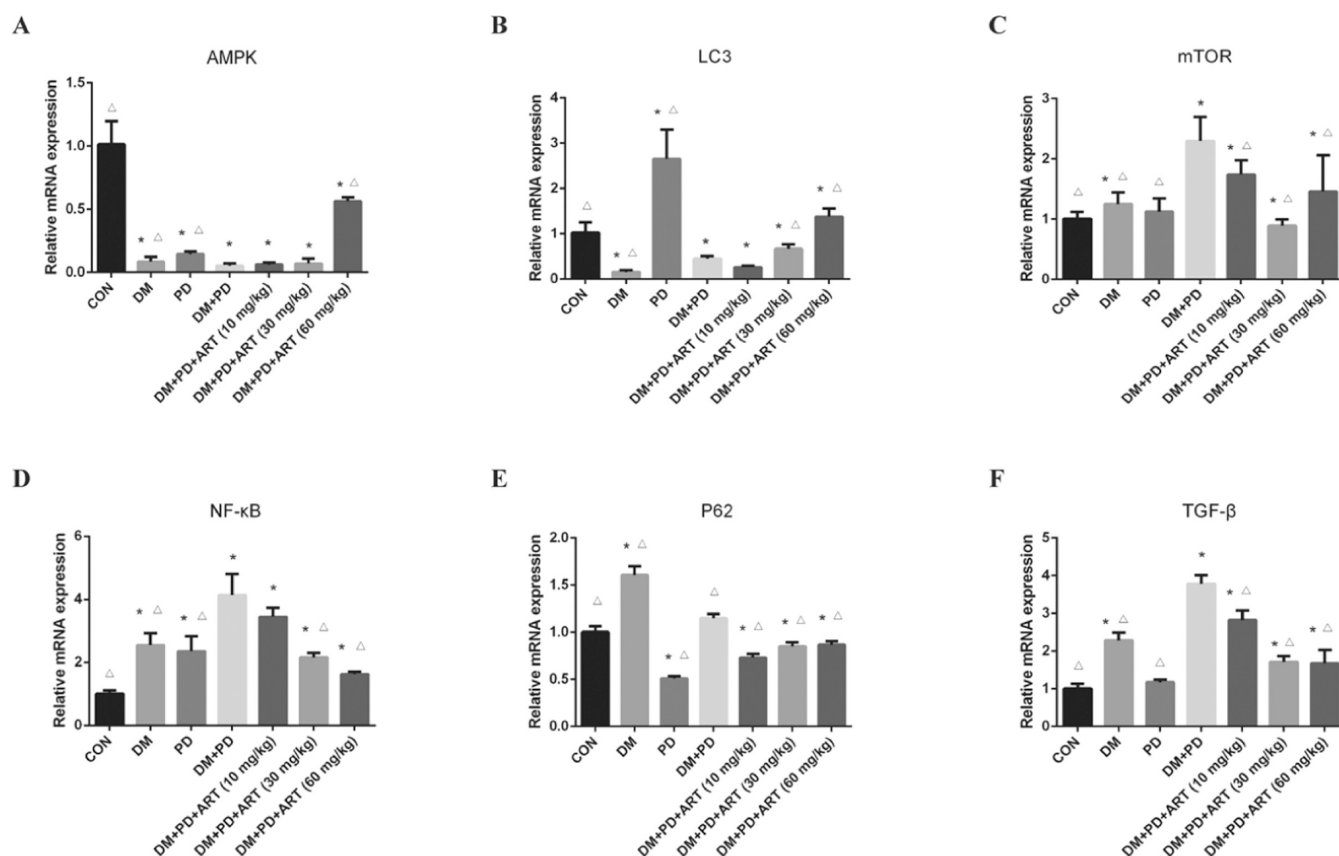 A
AMPK
Relative mRNA expression
1.5
1.0
0.5
0.0
△
* △
* △
*
*
*
* △
CON
DM
PD
DM+PD
DM+PD+ART (10 mg/kg)
DM+PD+ART (30 mg/kg)
DM+PD+ART (60 mg/kg)
B
LC3
Relative mRNA expression
4
3
2
1
0
△
* △
* △
*
*
* △
* △
CON
DM
PD
DM+PD
DM+PD+ART (10 mg/kg)
DM+PD+ART (30 mg/kg)
DM+PD+ART (60 mg/kg)
C
mTOR
Relative mRNA expression
3
2
1
0
△
* △
△
*
* △
* △
* △
CON
DM
PD
DM+PD
DM+PD+ART (10 mg/kg)
DM+PD+ART (30 mg/kg)
DM+PD+ART (60 mg/kg)
D
NF-κB
Relative mRNA expression
6
4
2
0
△
* △
* △
*
*
* △
* △
CON
DM
PD
DM+PD
DM+PD+ART (10 mg/kg)
DM+PD+ART (30 mg/kg)
DM+PD+ART (60 mg/kg)
E
P62
Relative mRNA expression
2.0
1.5
1.0
0.5
0.0
△
* △
* △
△
* △
* △
* △
CON
DM
PD
DM+PD
DM+PD+ART (10 mg/kg)
DM+PD+ART (30 mg/kg)
DM+PD+ART (60 mg/kg)
F
TGF-β
Relative mRNA expression
5
4
3
2
1
0
△
* △
△
*
* △
* △
* △
CON
DM
PD
DM+PD
DM+PD+ART (10 mg/kg)
DM+PD+ART (30 mg/kg)
DM+PD+ART (60 mg/kg)